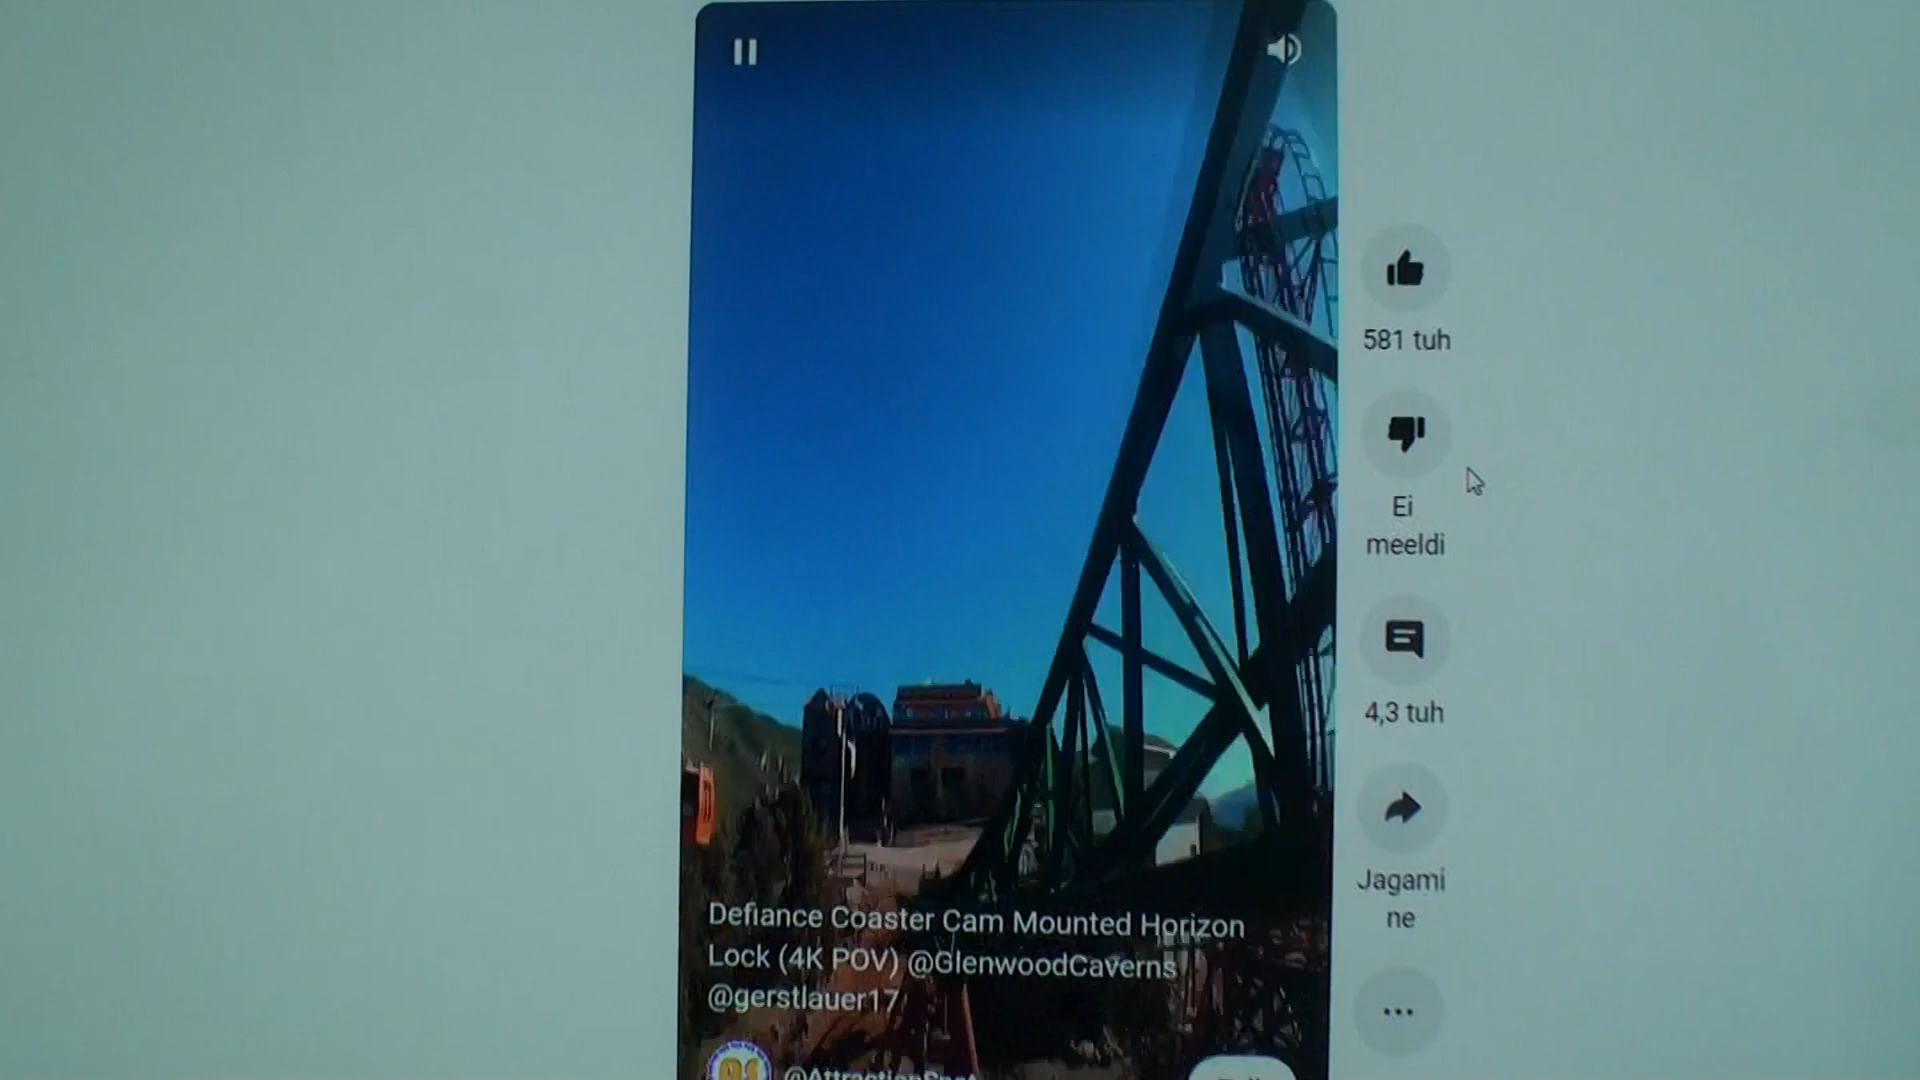 581 tuh
Ei
meeldi
4,3 tuh
Jagami
ne
Defiance Coaster Cam Mounted Horizon
Lock (4K POV) @GlenwoodCaverns
@gerstlauer17
@AttractionSpot